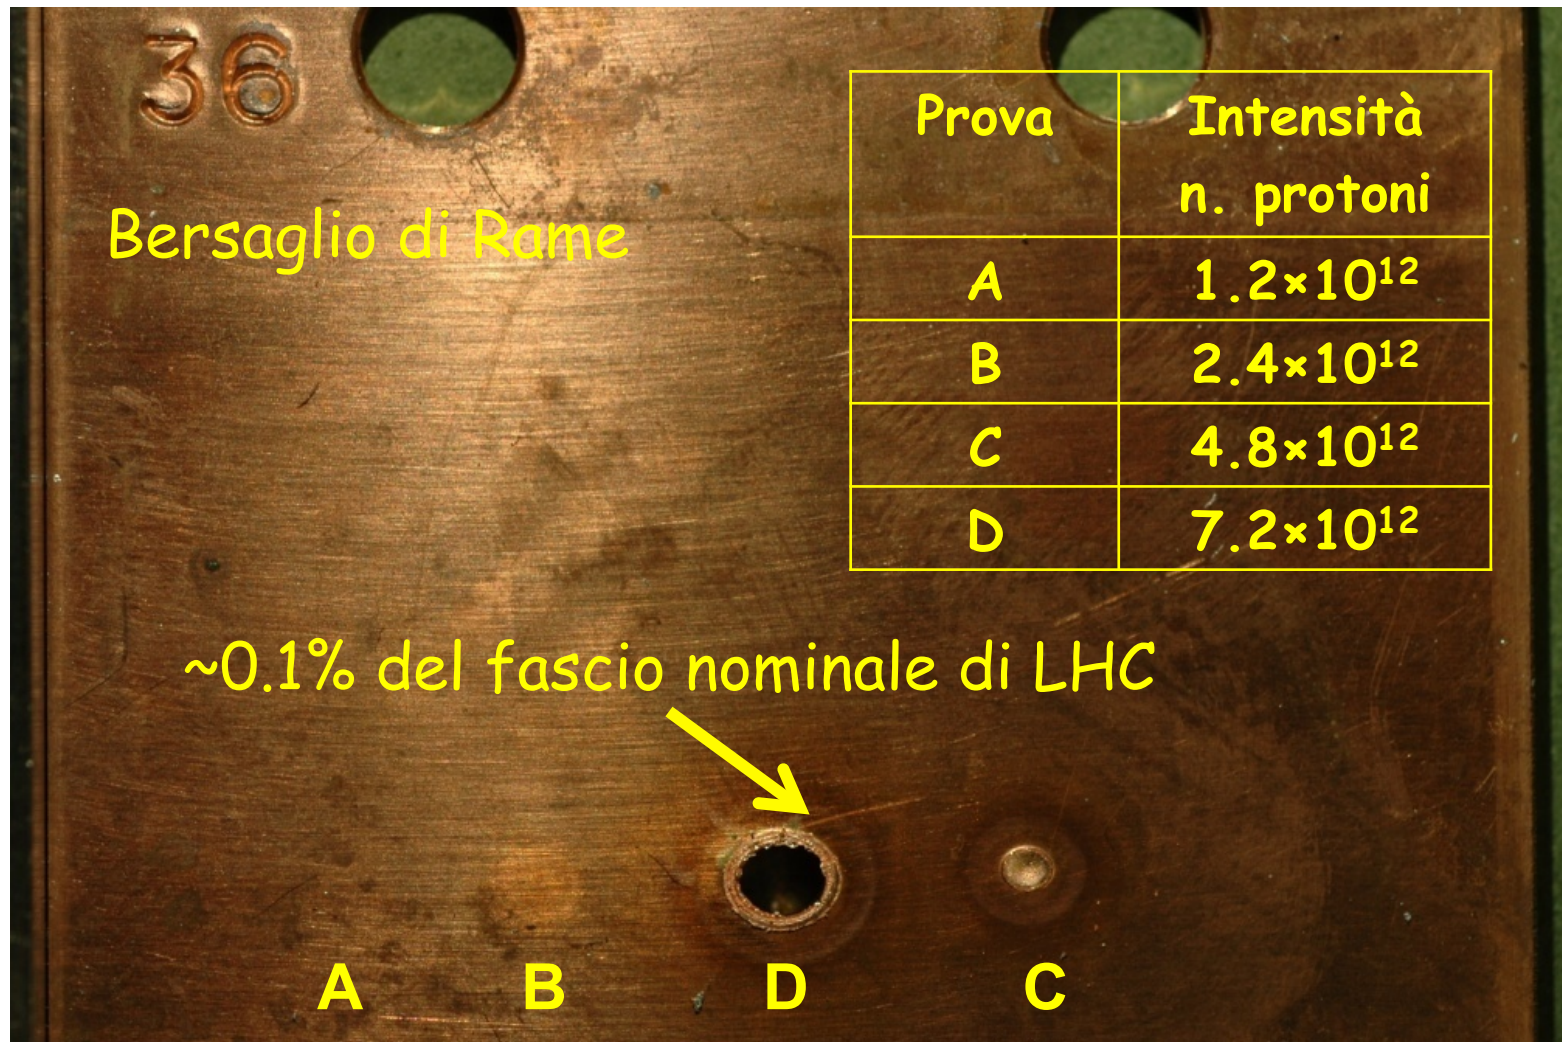 36
Bersaglio di Rame
Prova Intensità
n. protoni
A 1.2×10¹²
B 2.4×10¹²
C 4.8×10¹²
D 7.2×10¹²
~0.1% del fascio nominale di LHC
A B D C